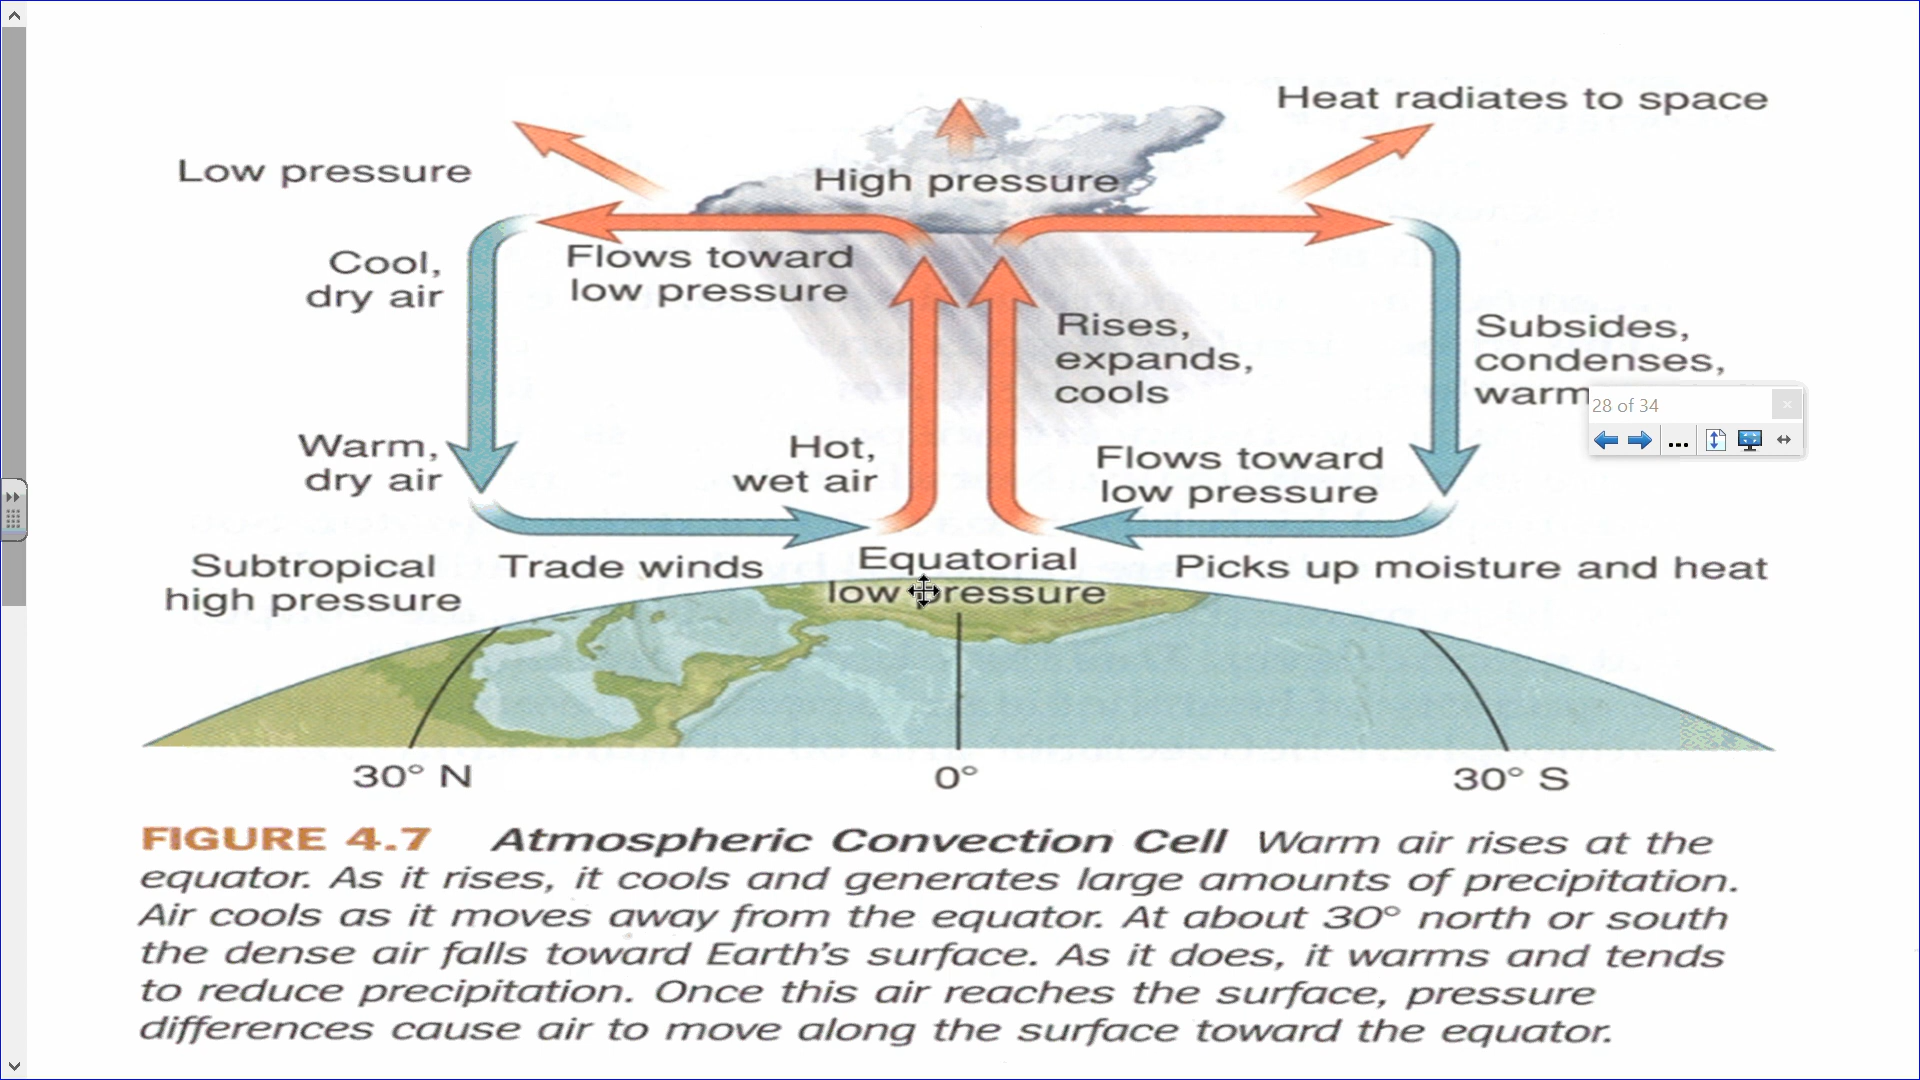 Heat radiates to space
Low pressure
High pressure
Cool,
dry air
Flows toward
low pressure
Rises,
expands,
cools
Subsides,
condenses,
warm
28 of 34
Warm,
dry air
Hot,
wet air
Flows toward
low pressure
Subtropical
high pressure
Trade winds
Equatorial
low pressure
Picks up moisture and heat
30° N
0°
30° S
FIGURE 4.7 Atmospheric Convection Cell Warm air rises at the
equator. As it rises, it cools and generates large amounts of precipitation.
Air cools as it moves away from the equator. At about 30° north or south
the dense air falls toward Earth's surface. As it does, it warms and tends
to reduce precipitation. Once this air reaches the surface, pressure
differences cause air to move along the surface toward the equator.